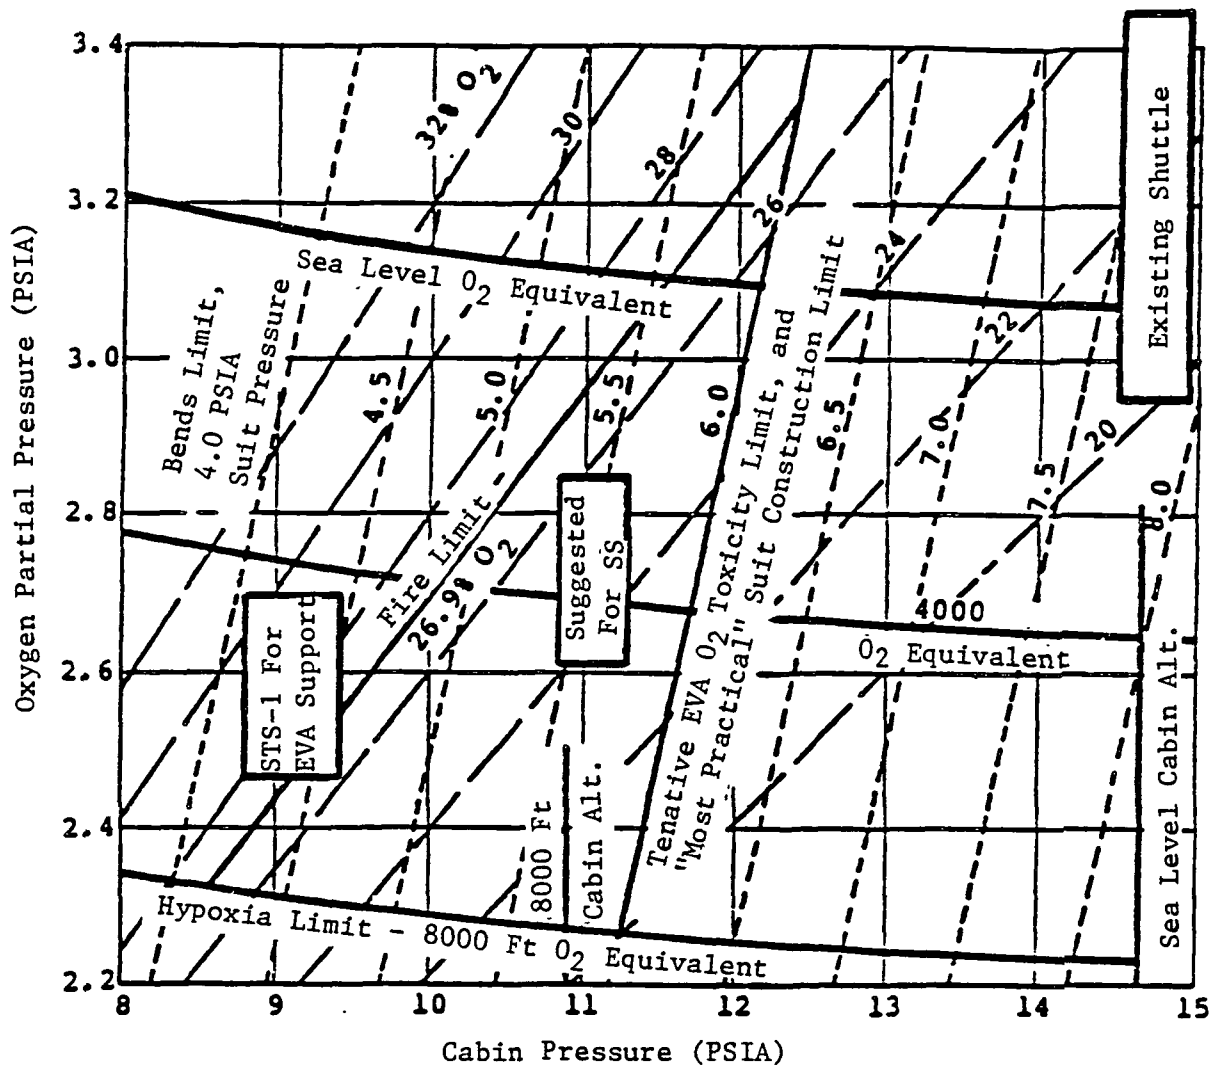 3.4
3.2
3.0
2.8
2.6
2.4
2.2
Oxygen Partial Pressure (PSIA)
8
9
10
11
12
13
14
15
Cabin Pressure (PSIA)
32% O2
30
28
26
24
22
20
Existing Shuttle
Sea Level O2 Equivalent
Bends Limit,
4.0 PSIA
Suit Pressure
4.5
5.0
5.5
6.0
6.5
7.0
7.5
8.0
Fire Limit
26.9% O2
Suggested
For SS
STS-1 For
EVA Support
Tenative EVA O2 Toxicity Limit, and
"Most Practical" Suit Construction Limit
4000
O2 Equivalent
8000 Ft
Cabin Alt.
Sea Level Cabin Alt.
Hypoxia Limit - 8000 Ft O2 Equivalent